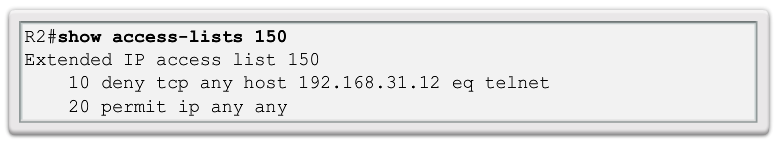 R2#show access-lists 150
Extended IP access list 150
    10 deny tcp any host 192.168.31.12 eq telnet
    20 permit ip any any